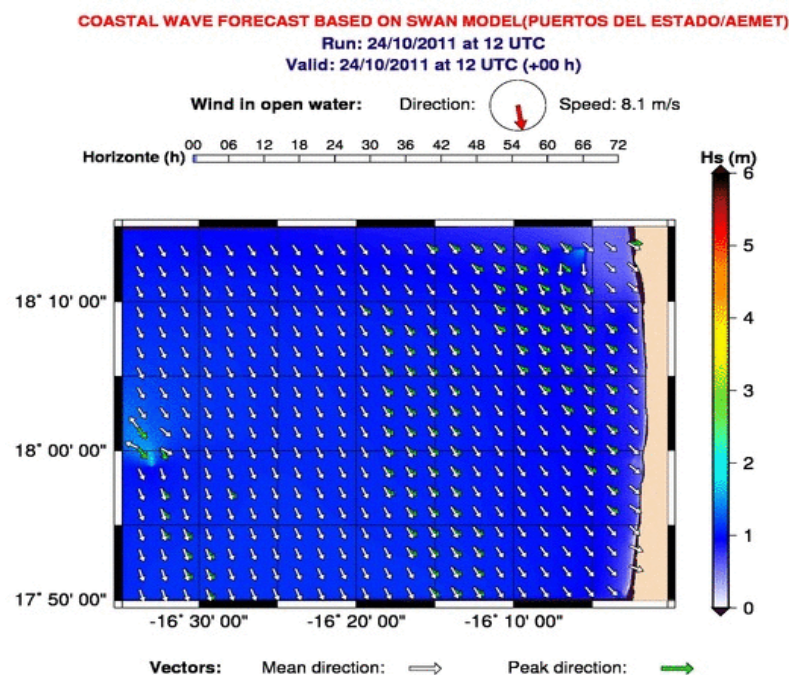 COASTAL WAVE FORECAST BASED ON SWAN MODEL(PUERTOS DEL ESTADO/AEMET)
Run: 24/10/2011 at 12 UTC
Valid: 24/10/2011 at 12 UTC (+00 h)
Wind in open water: Direction: Speed: 8.1 m/s
00 06 12 18 24 30 36 42 48 54 60 66 72
Horizonte (h)
Hs (m)
6
5
4
3
2
1
0
18° 10' 00"
18° 00' 00"
17° 50' 00"
-16° 30' 00" -16° 20' 00" -16° 10' 00"
Vectors: Mean direction: Peak direction: